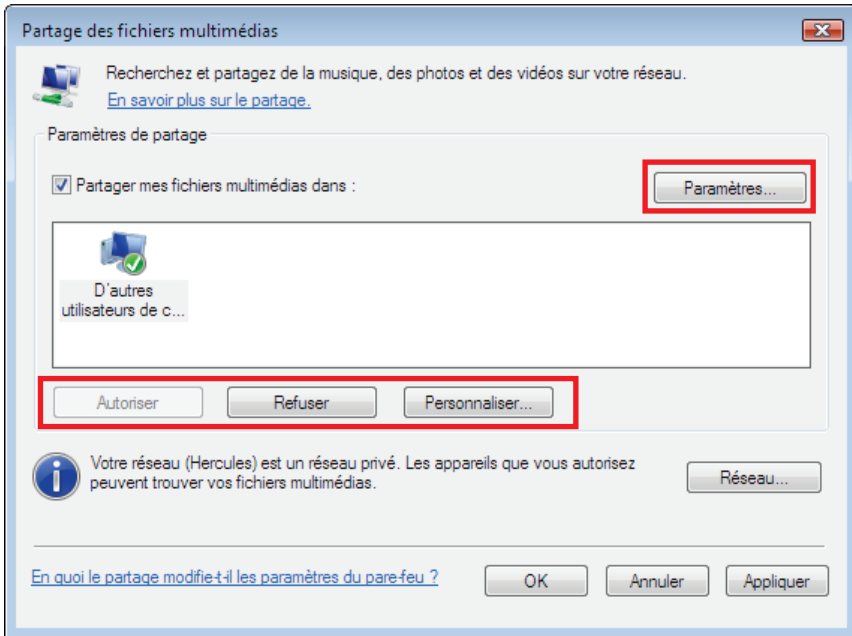 Partage des fichiers multimédias
Recherchez et partagez de la musique, des photos et des vidéos sur votre réseau.
En savoir plus sur le partage.
Paramètres de partage
Partager mes fichiers multimédias dans :
Paramètres...
D'autres
utilisateurs de c...
Autoriser
Refuser
Personnaliser...
Votre réseau (Hercules) est un réseau privé. Les appareils que vous autorisez
peuvent trouver vos fichiers multimédias.
Réseau...
En quoi le partage modifie-t-il les paramètres du pare-feu ?
OK
Annuler
Appliquer